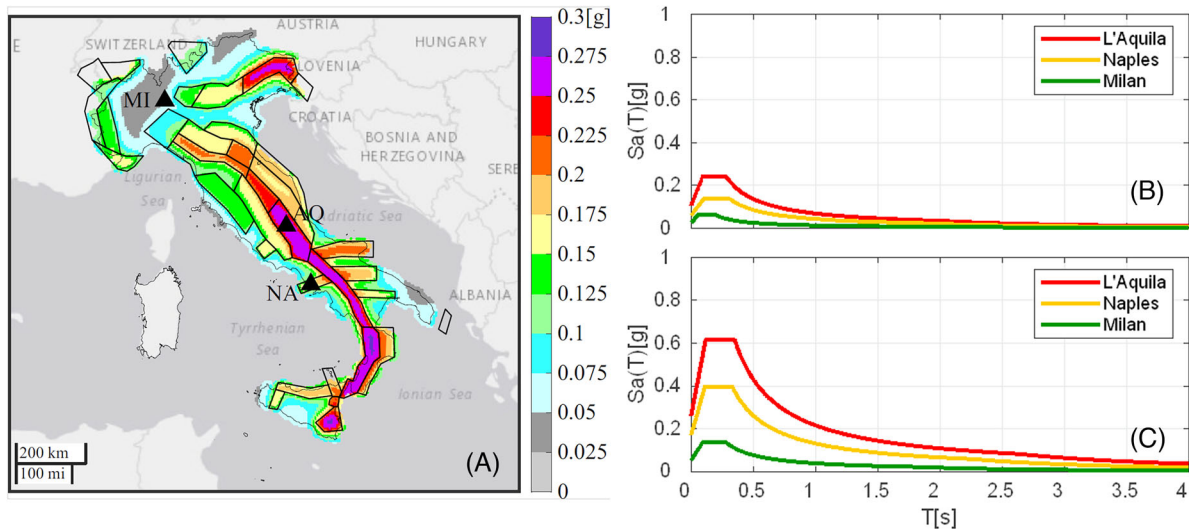 AUSTRIA
SWITZERLAND
HUNGARY
SLOVENIA
MI
CROATIA
BOSNIA AND
HERZEGOVINA
SERE
Ligurian
Sea
AQ
Adriatic Sea
NA
ALBANIA
Tyrrhenian
Sea
Ionian Sea
200 km
100 mi
(A)
0.3[g]
0.275
0.25
0.225
0.2
0.175
0.15
0.125
0.1
0.075
0.05
0.025
0
Sa(T)[g]
1
0.8
0.6
0.4
0.2
0
L'Aquila
Naples
Milan
(B)
Sa(T)[g]
1
0.8
0.6
0.4
0.2
0
L'Aquila
Naples
Milan
(C)
0 0.5 1 1.5 2 2.5 3 3.5 4
T[s]